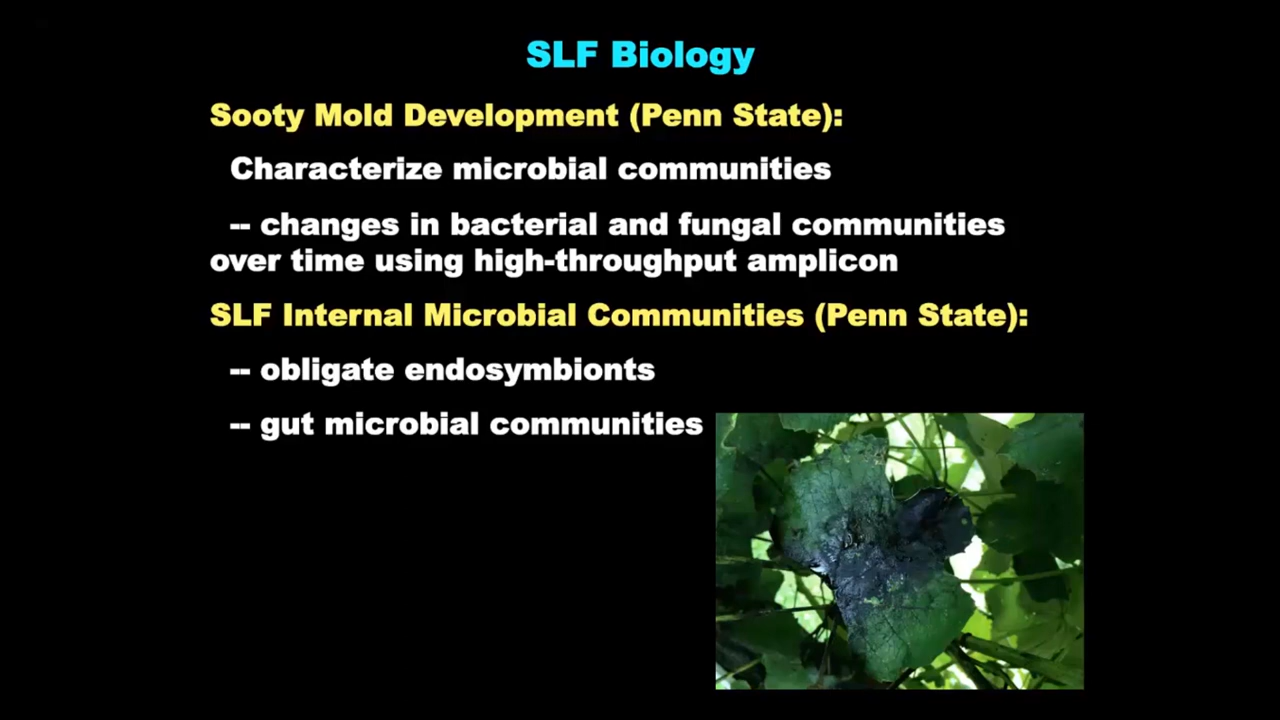 SLF Biology
Sooty Mold Development (Penn State):
Characterize microbial communities
-- changes in bacterial and fungal communities
over time using high-throughput amplicon
SLF Internal Microbial Communities (Penn State):
-- obligate endosymbionts
-- gut microbial communities